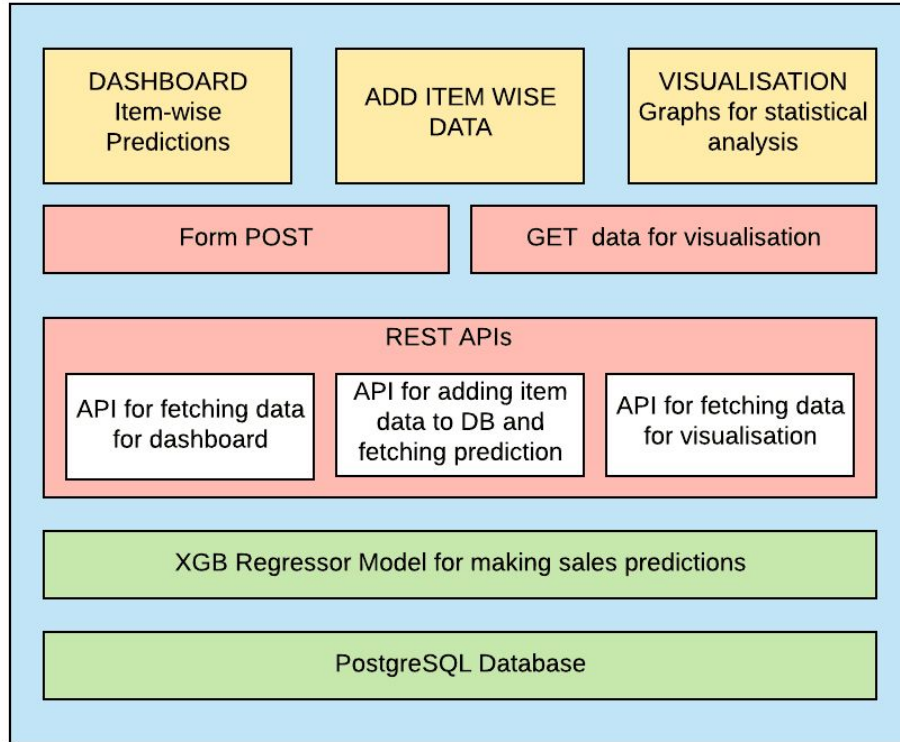 DASHBOARD
Item-wise
Predictions
ADD ITEM WISE
DATA
VISUALISATION
Graphs for statistical
analysis
Form POST
GET data for visualisation
REST APIs
API for fetching data
for dashboard
API for adding item
data to DB and
fetching prediction
API for fetching data
for visualisation
XGB Regressor Model for making sales predictions
PostgreSQL Database